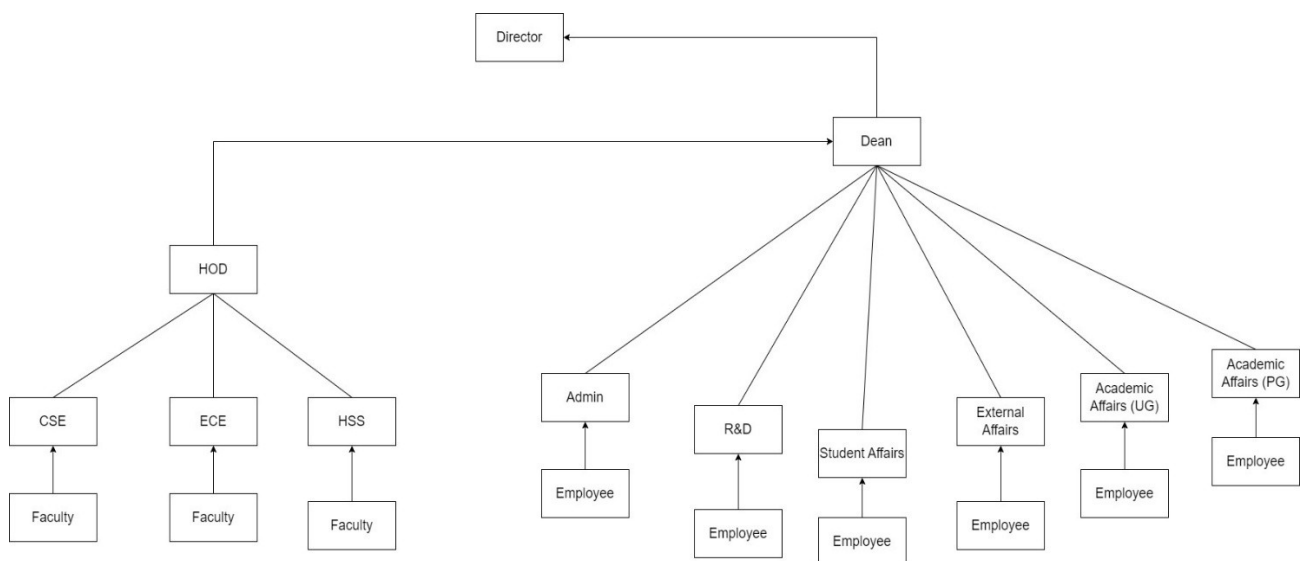 Director
Dean
HOD
CSE
ECE
HSS
Faculty
Faculty
Faculty
Admin
R&D
Student Affairs
External
Affairs
Academic
Affairs (UG)
Academic
Affairs (PG)
Employee
Employee
Employee
Employee
Employee
Employee